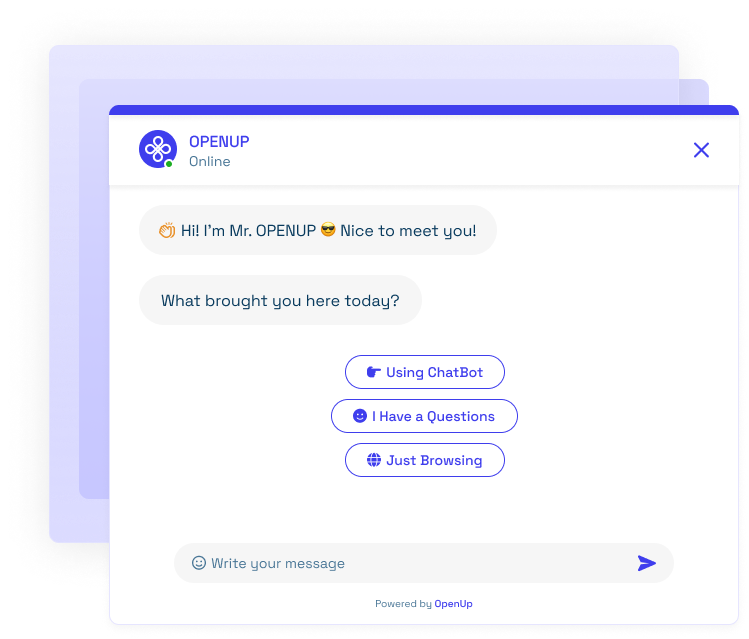 OPENUP
Online
👏 Hi! I'm Mr. OPENUP 😎 Nice to meet you!
What brought you here today?
Using ChatBot
I Have a Questions
Just Browsing
Write your message
Powered by OpenUp